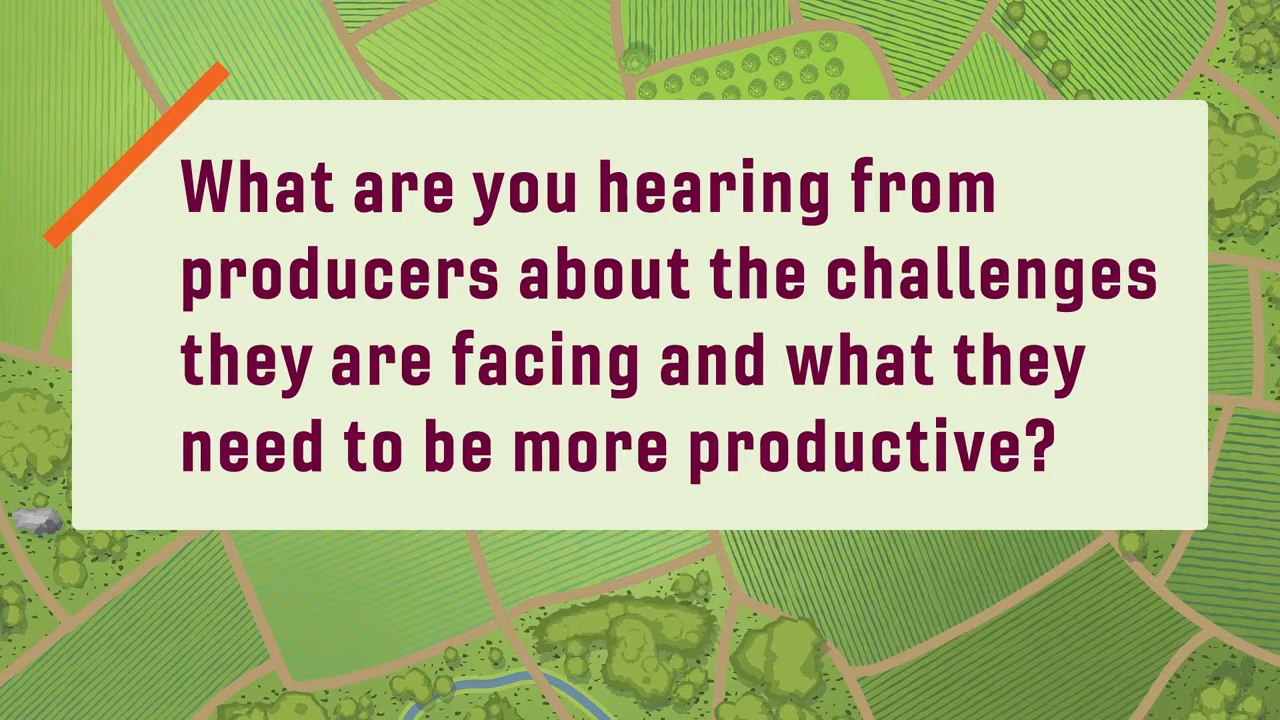 What are you hearing from
producers about the challenges
they are facing and what they
need to be more productive?